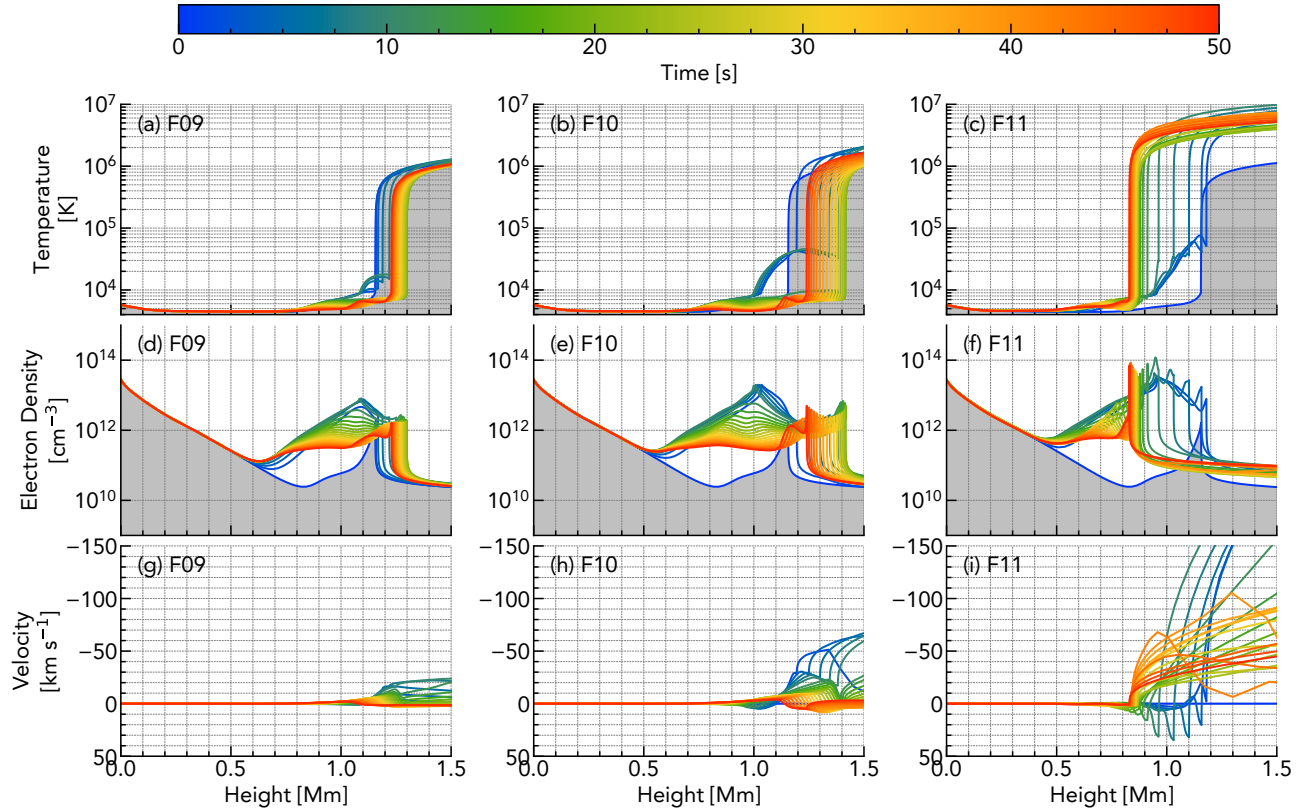 0 10 20 30 40 50
Time [s]
Temperature
[K]
10⁷
10⁶
10⁵
10⁴
(a) F09
10⁷
10⁶
10⁵
10⁴
(b) F10
10⁷
10⁶
10⁵
10⁴
(c) F11
Electron Density
[cm⁻³]
10¹⁴
10¹²
10¹⁰
(d) F09
10¹⁴
10¹²
10¹⁰
(e) F10
10¹⁴
10¹²
10¹⁰
(f) F11
Velocity
[km s⁻¹]
−150
−100
−50
0
50
(g) F09
−150
−100
−50
0
50
(h) F10
−150
−100
−50
0
50
(i) F11
0.0 0.5 1.0 1.5
Height [Mm]
0.0 0.5 1.0 1.5
Height [Mm]
0.0 0.5 1.0 1.5
Height [Mm]